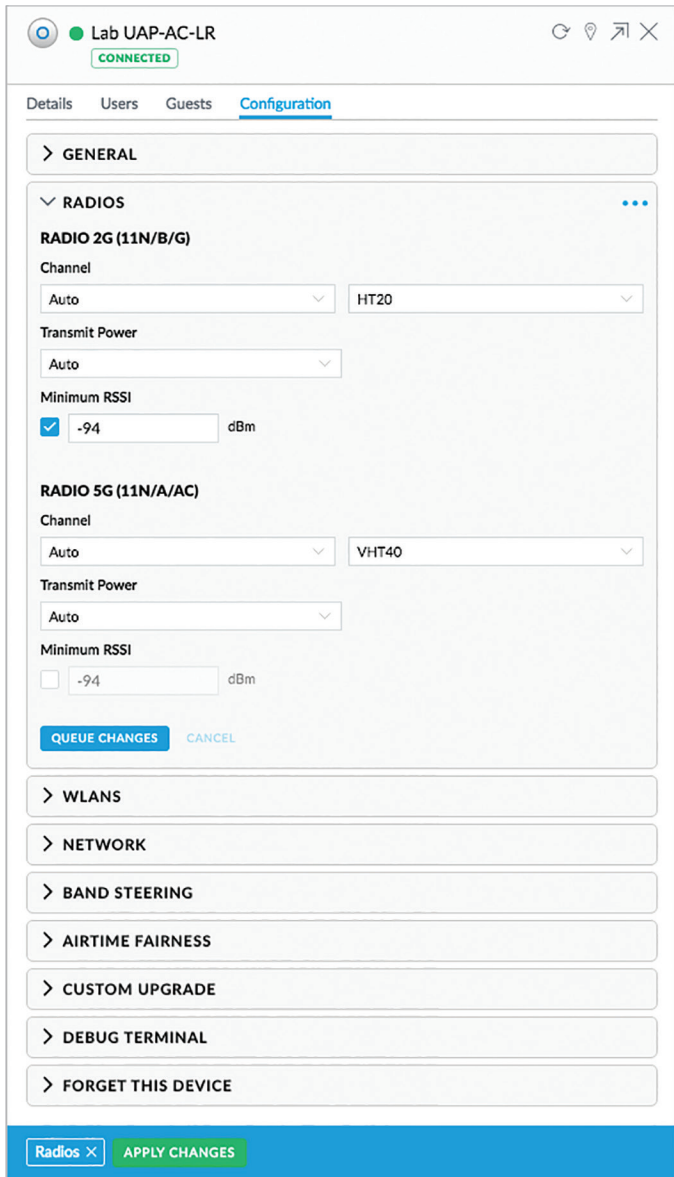 Lab UAP-AC-LR
CONNECTED
Details Users Guests Configuration
GENERAL
RADIOS
RADIO 2G (11N/B/G)
Channel
Auto HT20
Transmit Power
Auto
Minimum RSSI
-94 dBm
RADIO 5G (11N/A/AC)
Channel
Auto VHT40
Transmit Power
Auto
Minimum RSSI
-94 dBm
QUEUE CHANGES CANCEL
WLANS
NETWORK
BAND STEERING
AIRTIME FAIRNESS
CUSTOM UPGRADE
DEBUG TERMINAL
FORGET THIS DEVICE
Radios × APPLY CHANGES